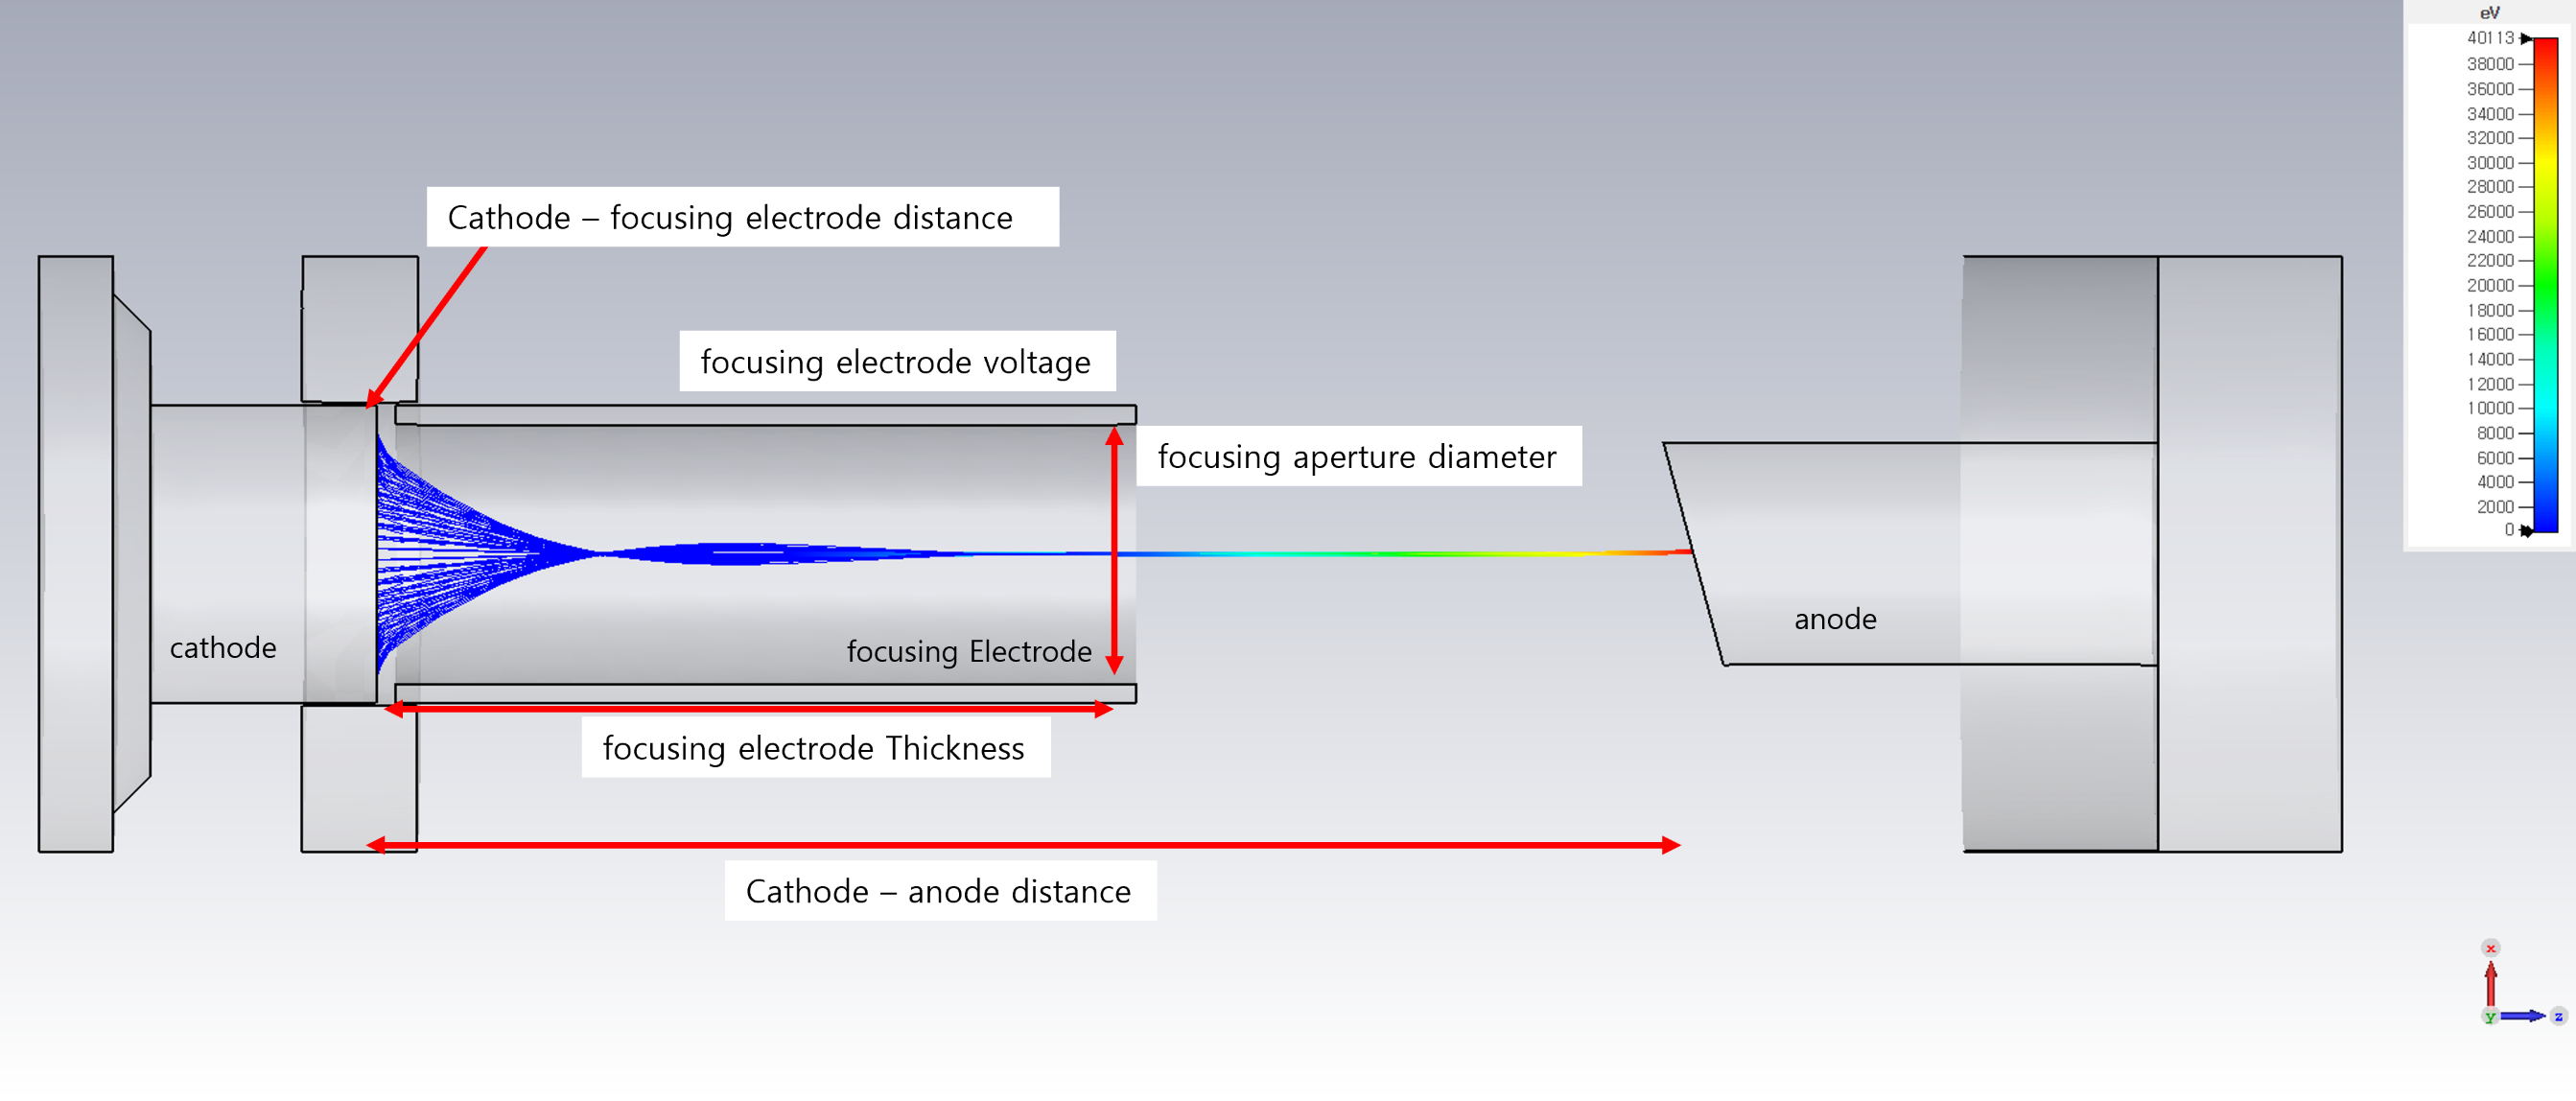 eV
40113
38000
36000
34000
32000
30000
28000
26000
24000
22000
20000
18000
16000
14000
12000
10000
8000
6000
4000
2000
0
Cathode – focusing electrode distance
focusing electrode voltage
focusing aperture diameter
cathode
focusing Electrode
anode
focusing electrode Thickness
Cathode – anode distance
x
y
z